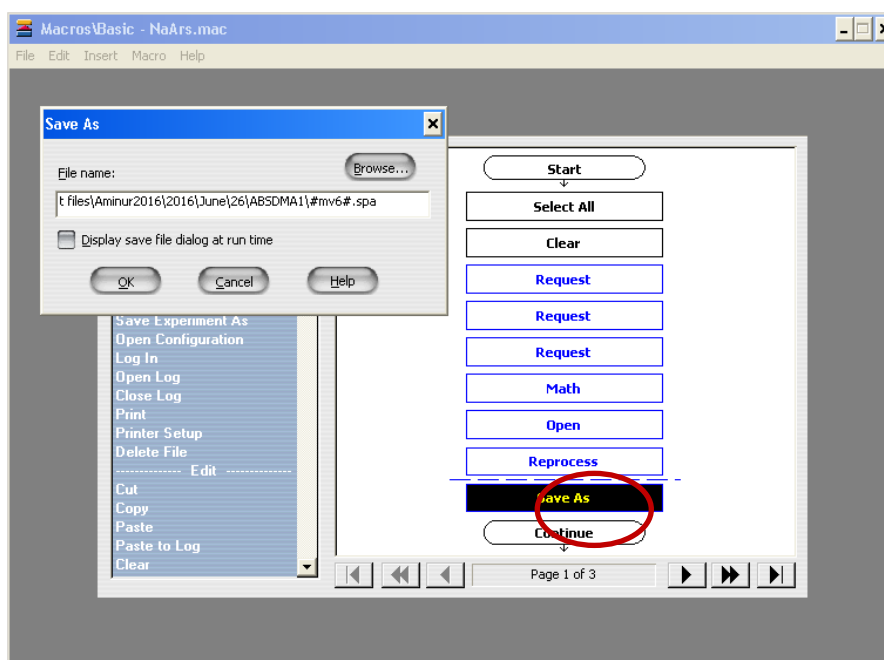 Macros\Basic - NaArs.mac
File Edit Insert Macro Help
Save As
File name:
Browse...
t files\Aminur2016\2016\June\26\ABSDMA1\#mv6#.spa
Display save file dialog at run time
OK Cancel Help
Save Experiment As
Open Configuration
Log In
Open Log
Close Log
Print
Printer Setup
Delete File
-------------- Edit --------------
Cut
Copy
Paste
Paste to Log
Clear
Start
Select All
Clear
Request
Request
Request
Math
Open
Reprocess
Save As
Continue
Page 1 of 3